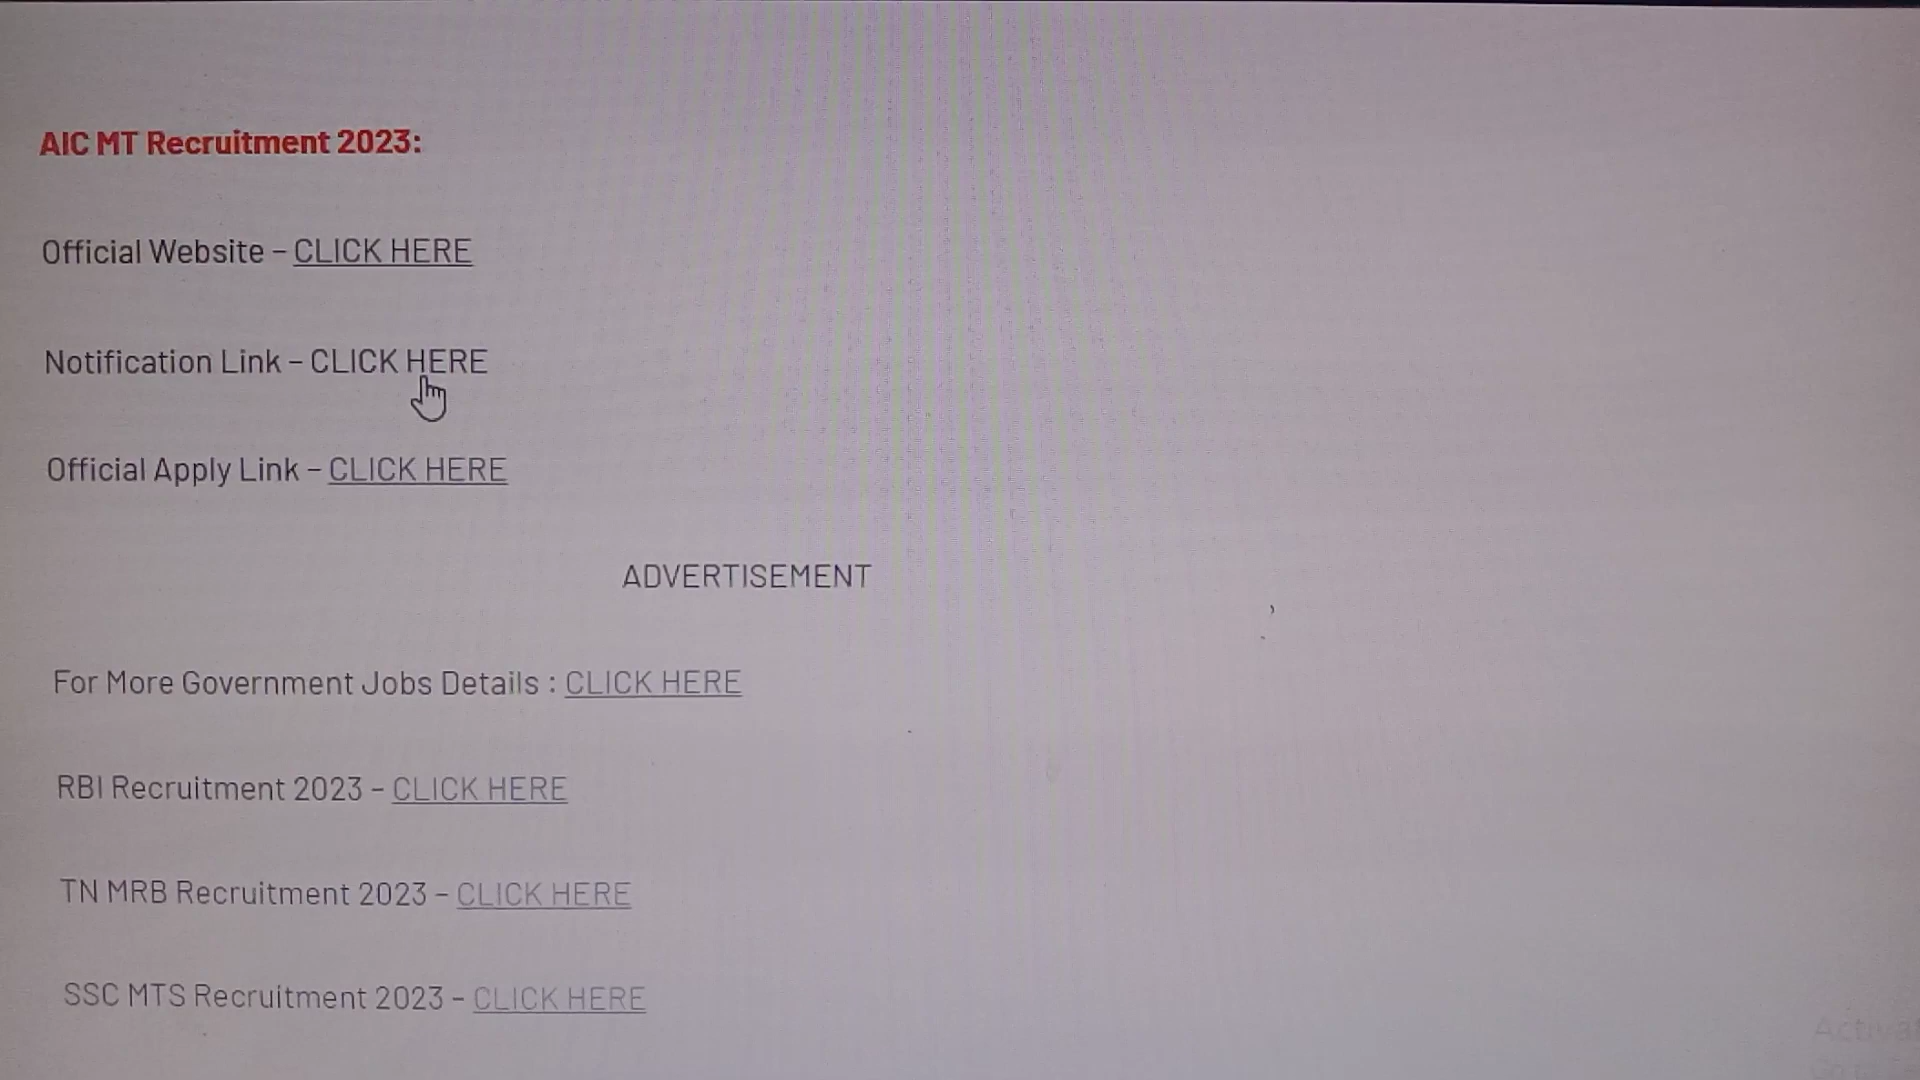 AIC MT Recruitment 2023:
Official Website – CLICK HERE
Notification Link – CLICK HERE
Official Apply Link – CLICK HERE
ADVERTISEMENT
For More Government Jobs Details : CLICK HERE
RBI Recruitment 2023 – CLICK HERE
TN MRB Recruitment 2023 – CLICK HERE
SSC MTS Recruitment 2023 – CLICK HERE